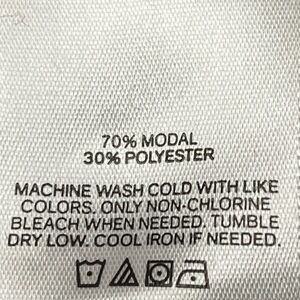 70% MODAL
30% POLYESTER
MACHINE WASH COLD WITH LIKE
COLORS. ONLY NON-CHLORINE
BLEACH WHEN NEEDED. TUMBLE
DRY LOW. COOL IRON IF NEEDED.